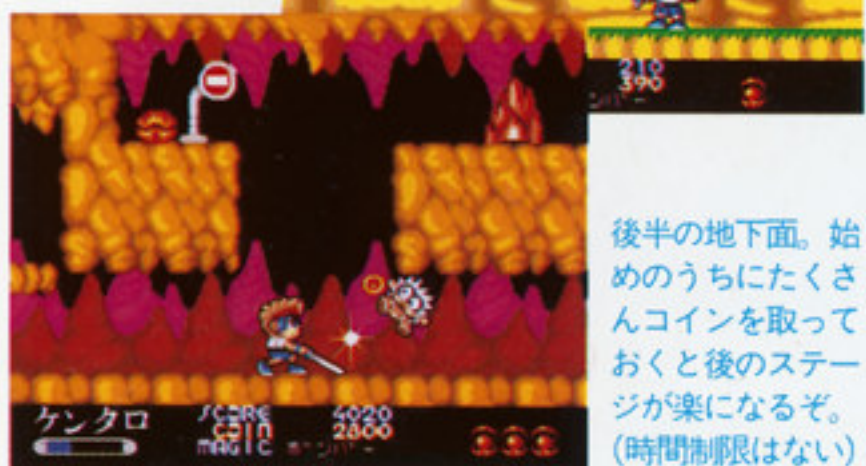 210
390
ケンタロ
SCORE 4020
COIN 2800
MAGIC
後半の地下面。始
めのうちにたくさ
んコインを取って
おくと後のステー
ジが楽になるぞ。
(時間制限はない)